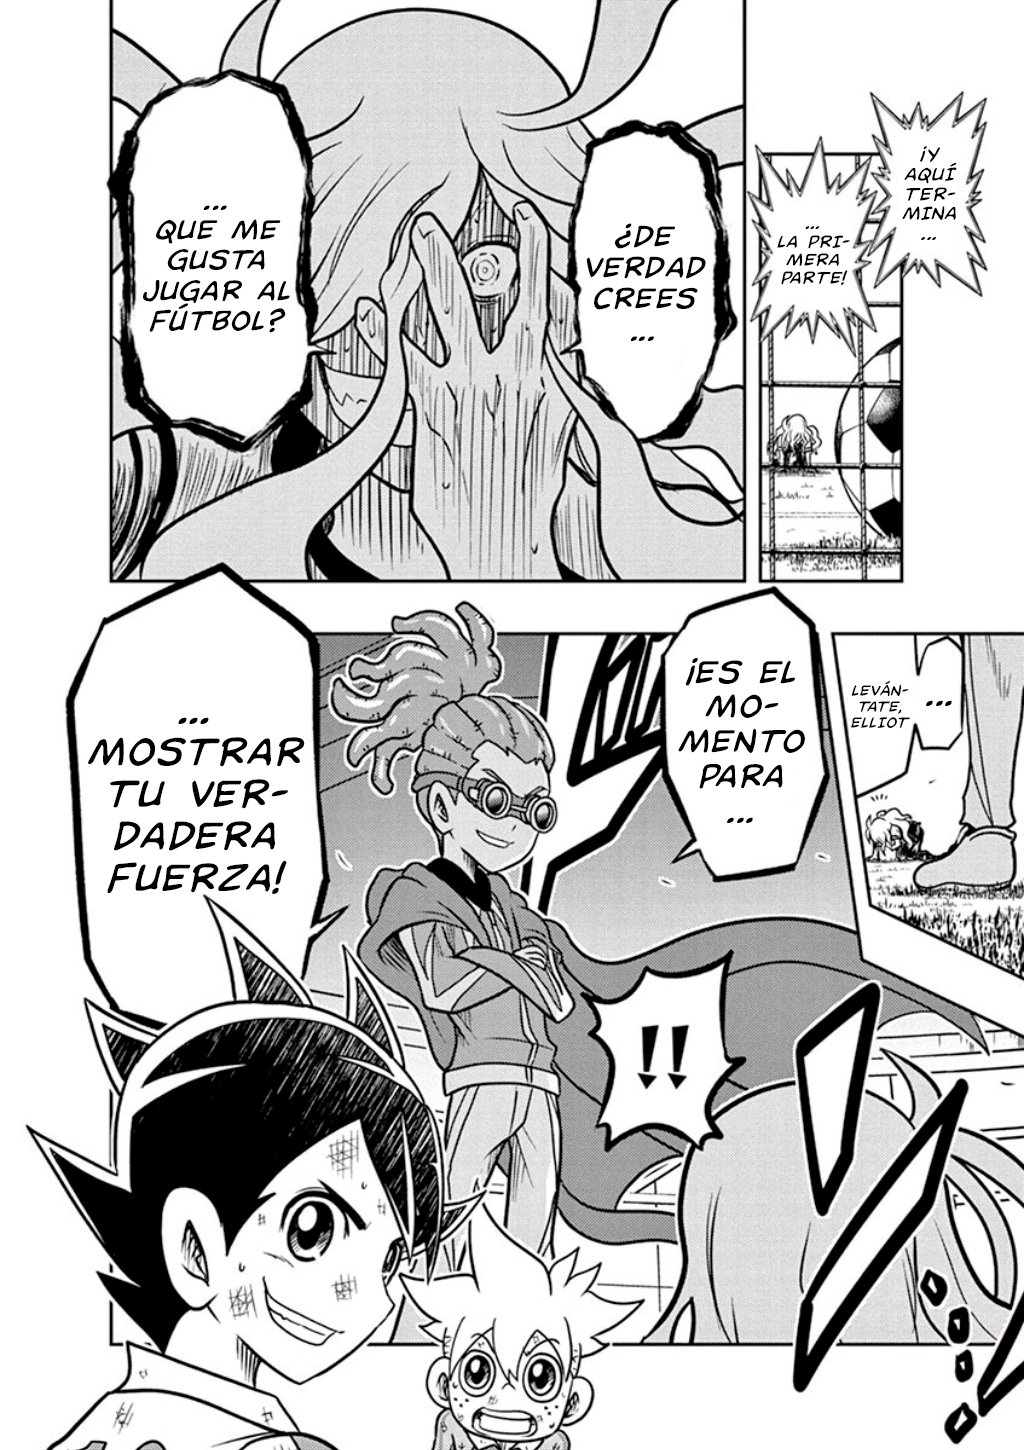 ¡Y
AQUÍ
TER-
MINA
...
...
LA PRI-
MERA
PARTE!
¿DE
VERDAD
CREES
...
...
QUE ME
GUSTA
JUGAR AL
FÚTBOL?
...
LEVÁN-
TATE,
ELLIOT
¡ES EL
MO-
MENTO
PARA
...
...
MOSTRAR
TU VER-
DADERA
FUERZA!
!!